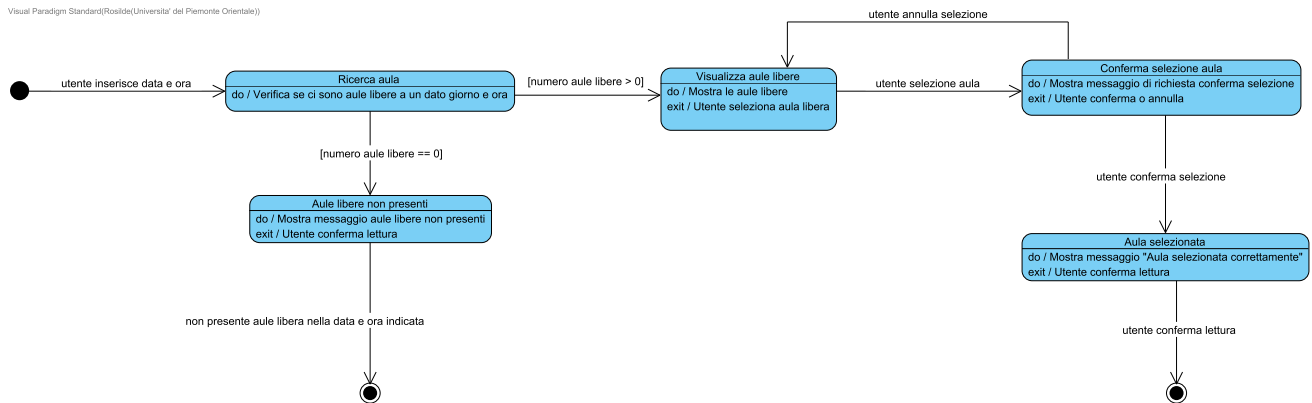 Visual Paradigm Standard(Rosilde(Universita' del Piemonte Orientale))
utente annulla selezione
utente inserisce data e ora
Ricerca aula
do / Verifica se ci sono aule libere a un dato giorno e ora
[numero aule libere > 0]
Visualizza aule libere
do / Mostra le aule libere
exit / Utente seleziona aula libera
utente selezione aula
Conferma selezione aula
do / Mostra messaggio di richiesta conferma selezione
exit / Utente conferma o annulla
[numero aule libere == 0]
utente conferma selezione
Aule libere non presenti
do / Mostra messaggio aule libere non presenti
exit / Utente conferma lettura
Aula selezionata
do / Mostra messaggio "Aula selezionata correttamente"
exit / Utente conferma lettura
non presente aule libera nella data e ora indicata
utente conferma lettura